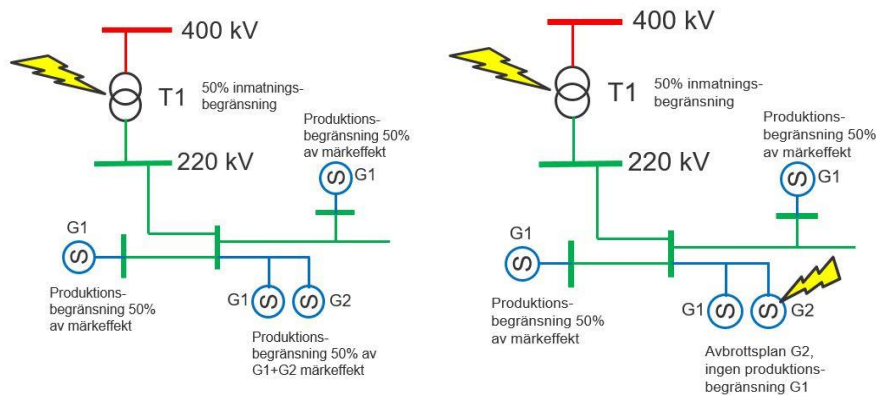 400 kV
T1
50% inmatnings-
begränsning
Produktions-
begränsning 50%
av märkeffekt
220 kV
S
G1
G1
S
Produktions-
begränsning 50%
av märkeffekt
G1
S
S
G2
Produktions-
begränsning 50% av
G1+G2 märkeffekt
400 kV
T1
50% inmatnings-
begränsning
Produktions-
begränsning 50%
av märkeffekt
220 kV
S
G1
G1
S
Produktions-
begränsning 50%
av märkeffekt
G1
S
S
G2
Avbrottsplan G2,
ingen produktions-
begränsning G1